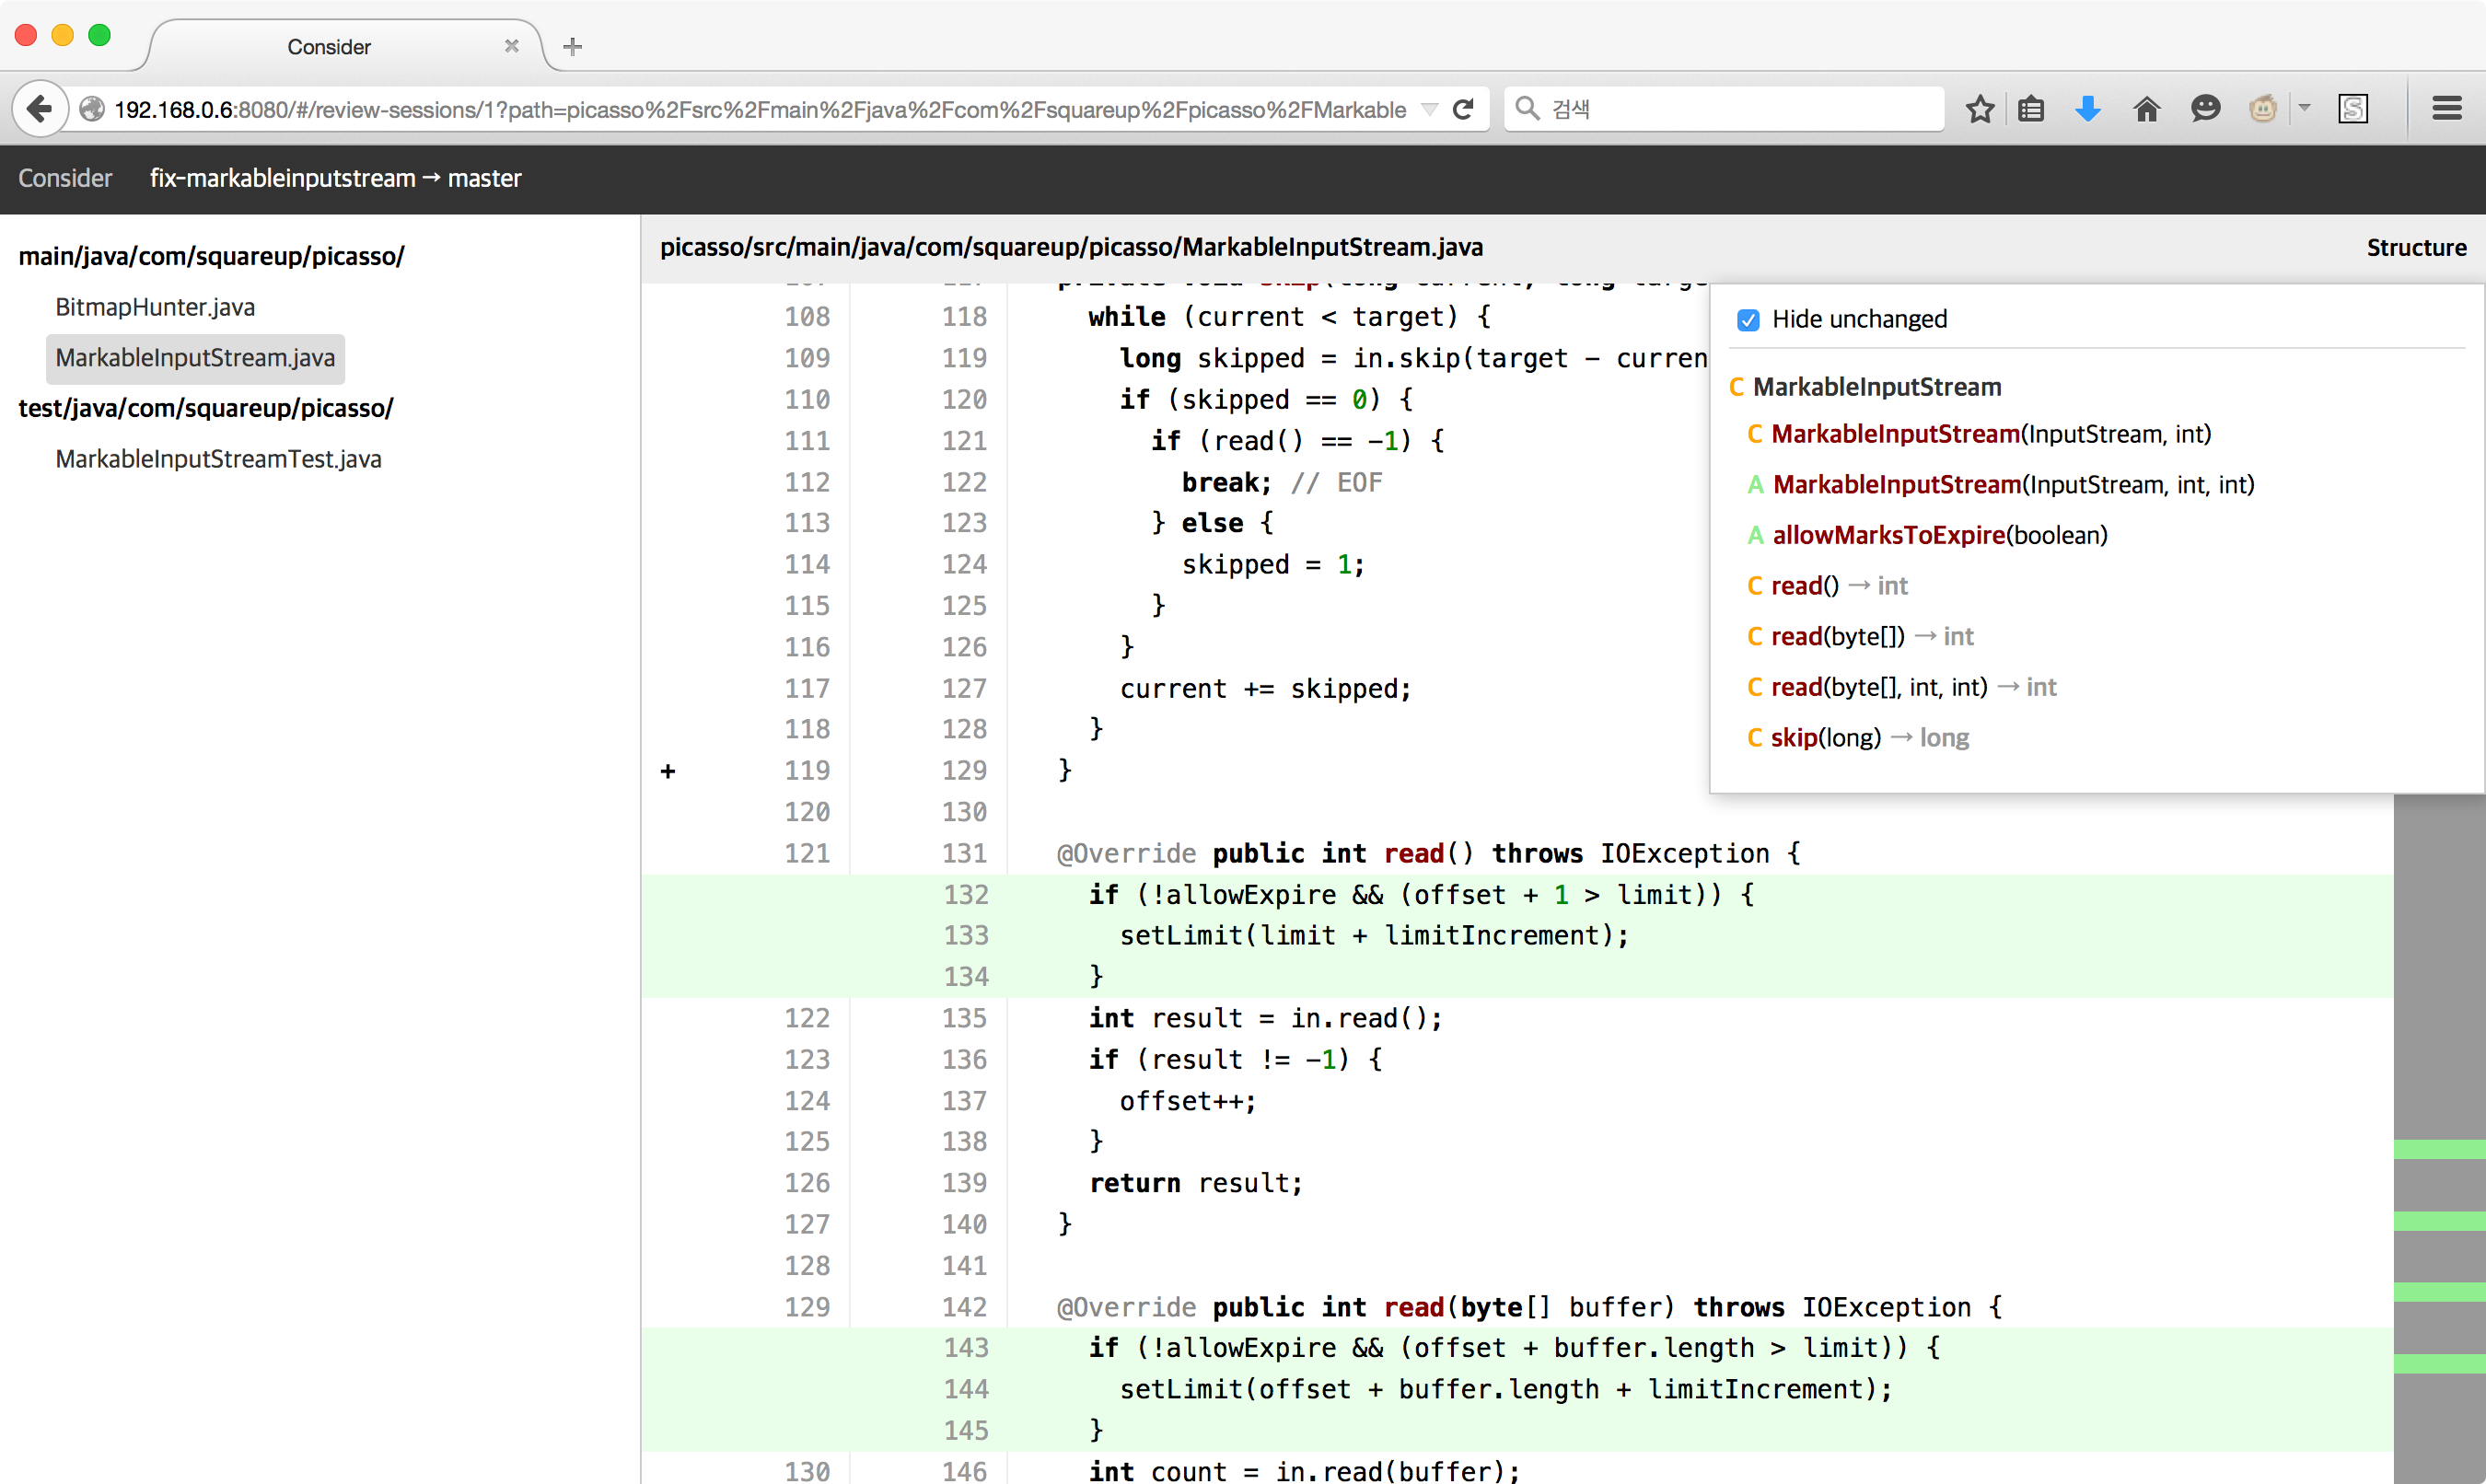 Consider
192.168.0.6:8080/#/review-sessions/1?path=picasso%2Fsrc%2Fmain%2Fjava%2Fcom%2Fsquareup%2Fpicasso%2FMarkable
검색
S
Consider fix-markableinputstream → master
main/java/com/squareup/picasso/
BitmapHunter.java
MarkableInputStream.java
test/java/com/squareup/picasso/
MarkableInputStreamTest.java
picasso/src/main/java/com/squareup/picasso/MarkableInputStream.java
Structure
108 118 while (current < target) {
109 119 long skipped = in.skip(target - curren
110 120 if (skipped == 0) {
111 121 if (read() == -1) {
112 122 break; // EOF
113 123 } else {
114 124 skipped = 1;
115 125 }
116 126 }
117 127 current += skipped;
118 128 }
+ 119 129 }
120 130
121 131 @Override public int read() throws IOException {
132 if (!allowExpire && (offset + 1 > limit)) {
133 setLimit(limit + limitIncrement);
134 }
122 135 int result = in.read();
123 136 if (result != -1) {
124 137 offset++;
125 138 }
126 139 return result;
127 140 }
128 141
129 142 @Override public int read(byte[] buffer) throws IOException {
143 if (!allowExpire && (offset + buffer.length > limit)) {
144 setLimit(offset + buffer.length + limitIncrement);
145 }
130 146 int count = in.read(buffer);
Hide unchanged
C MarkableInputStream
C MarkableInputStream(InputStream, int)
A MarkableInputStream(InputStream, int, int)
A allowMarksToExpire(boolean)
C read() → int
C read(byte[]) → int
C read(byte[], int, int) → int
C skip(long) → long